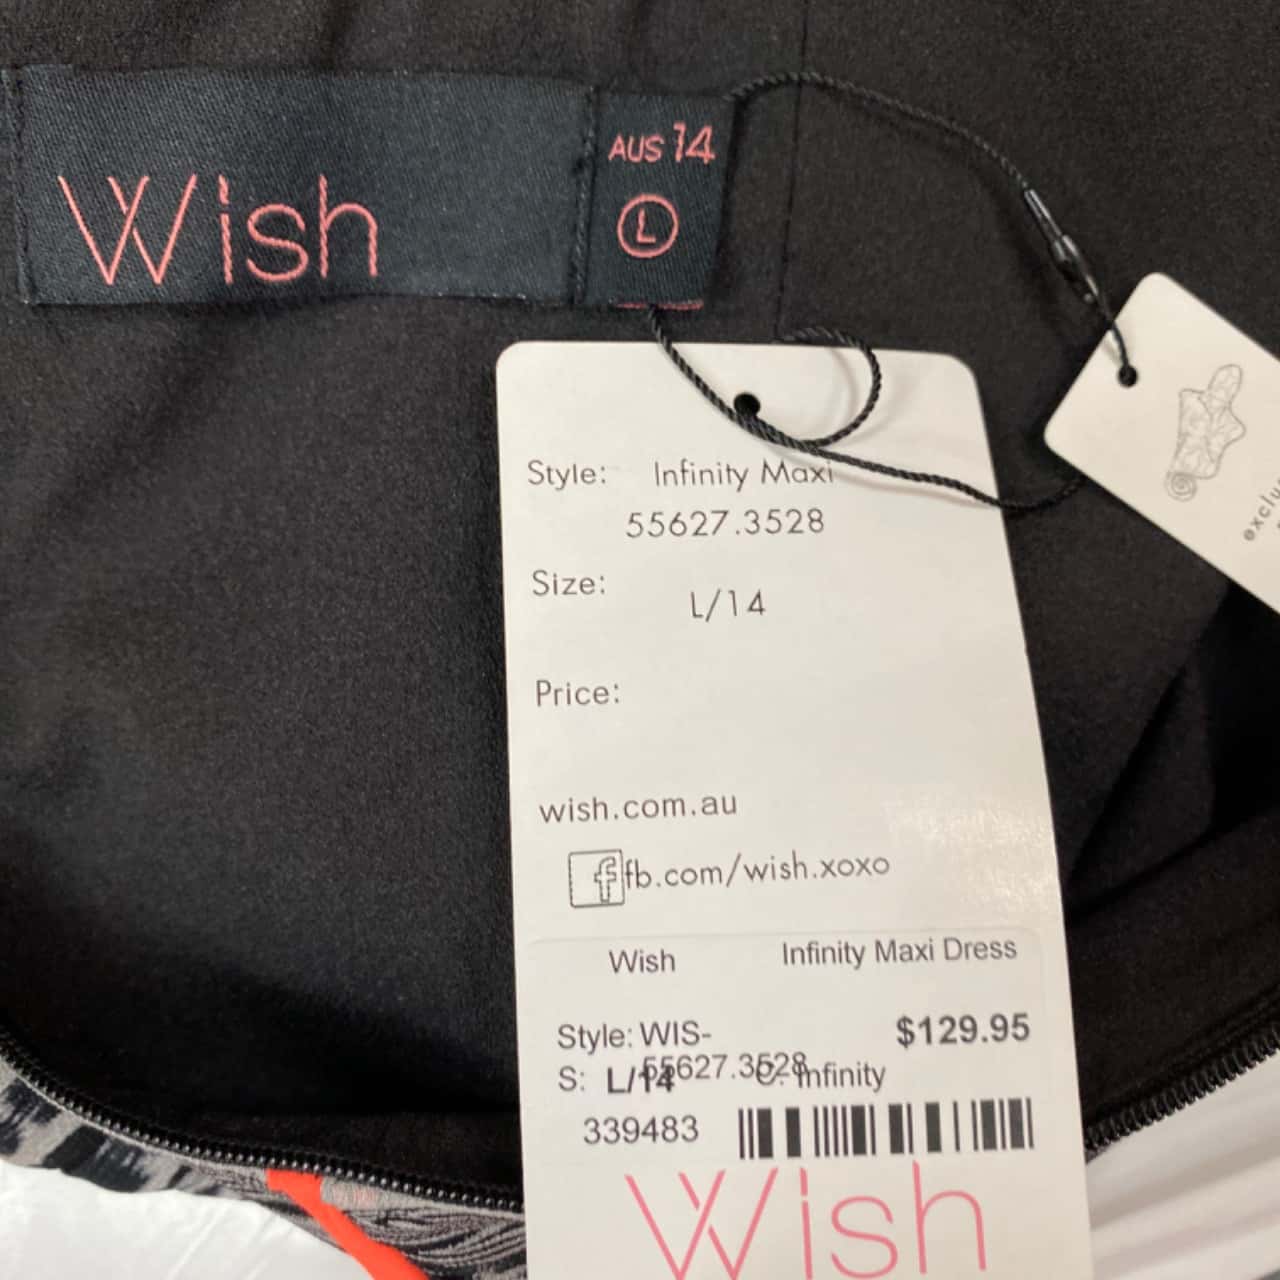 Wish
AUS 14
L
Style: Infinity Maxi
55627.3528
Size:
L/14
Price:
wish.com.au
fb.com/wish.xoxo
Wish Infinity Maxi Dress
Style: WIS- $129.95
55627.3528
S: L/14 C: Infinity
339483
Wish